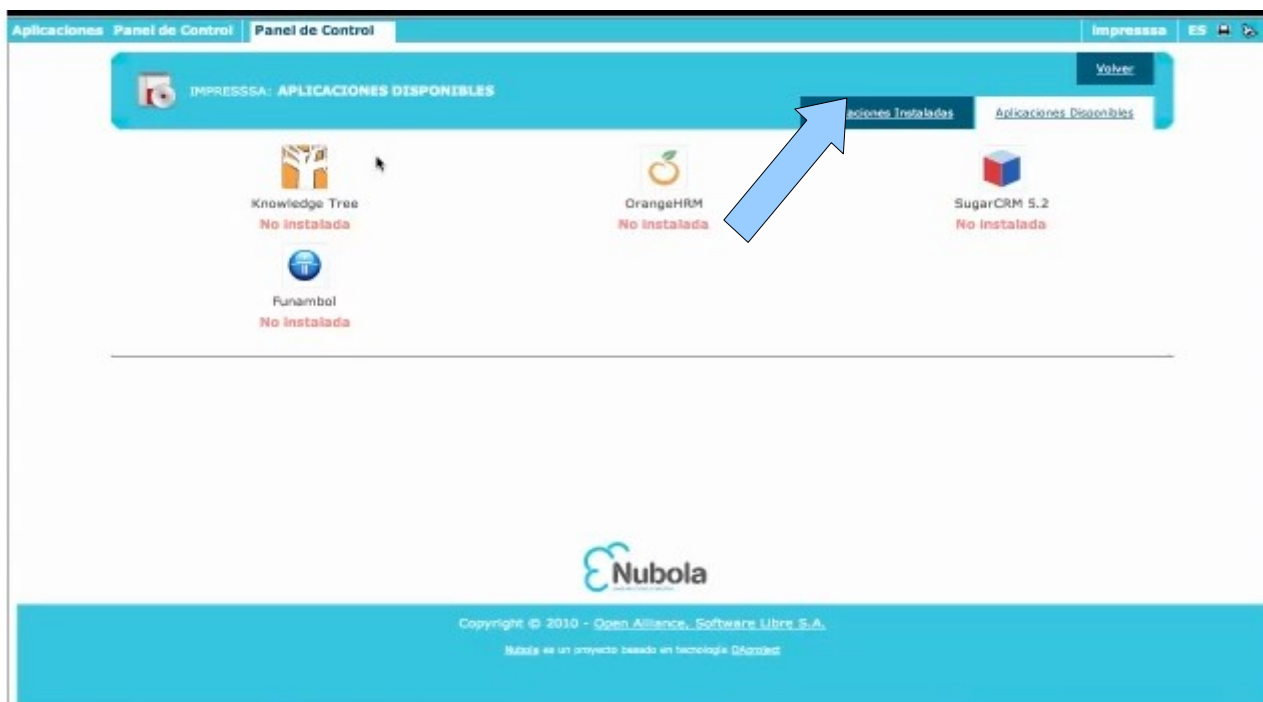 Aplicaciones Panel de Control Panel de Control Impresssa ES
Volver
IMPRESSSA: APLICACIONES DISPONIBLES
aciones Instaladas Aplicaciones Disponibles
Knowledge Tree OrangeHRM SugarCRM 5.2
No instalada No instalada No instalada
Funambol
No instalada
Nubola
Copyright © 2010 - Open Alliance, Software Libre S.A.
Nubola es un proyecto basado en tecnología OAproject